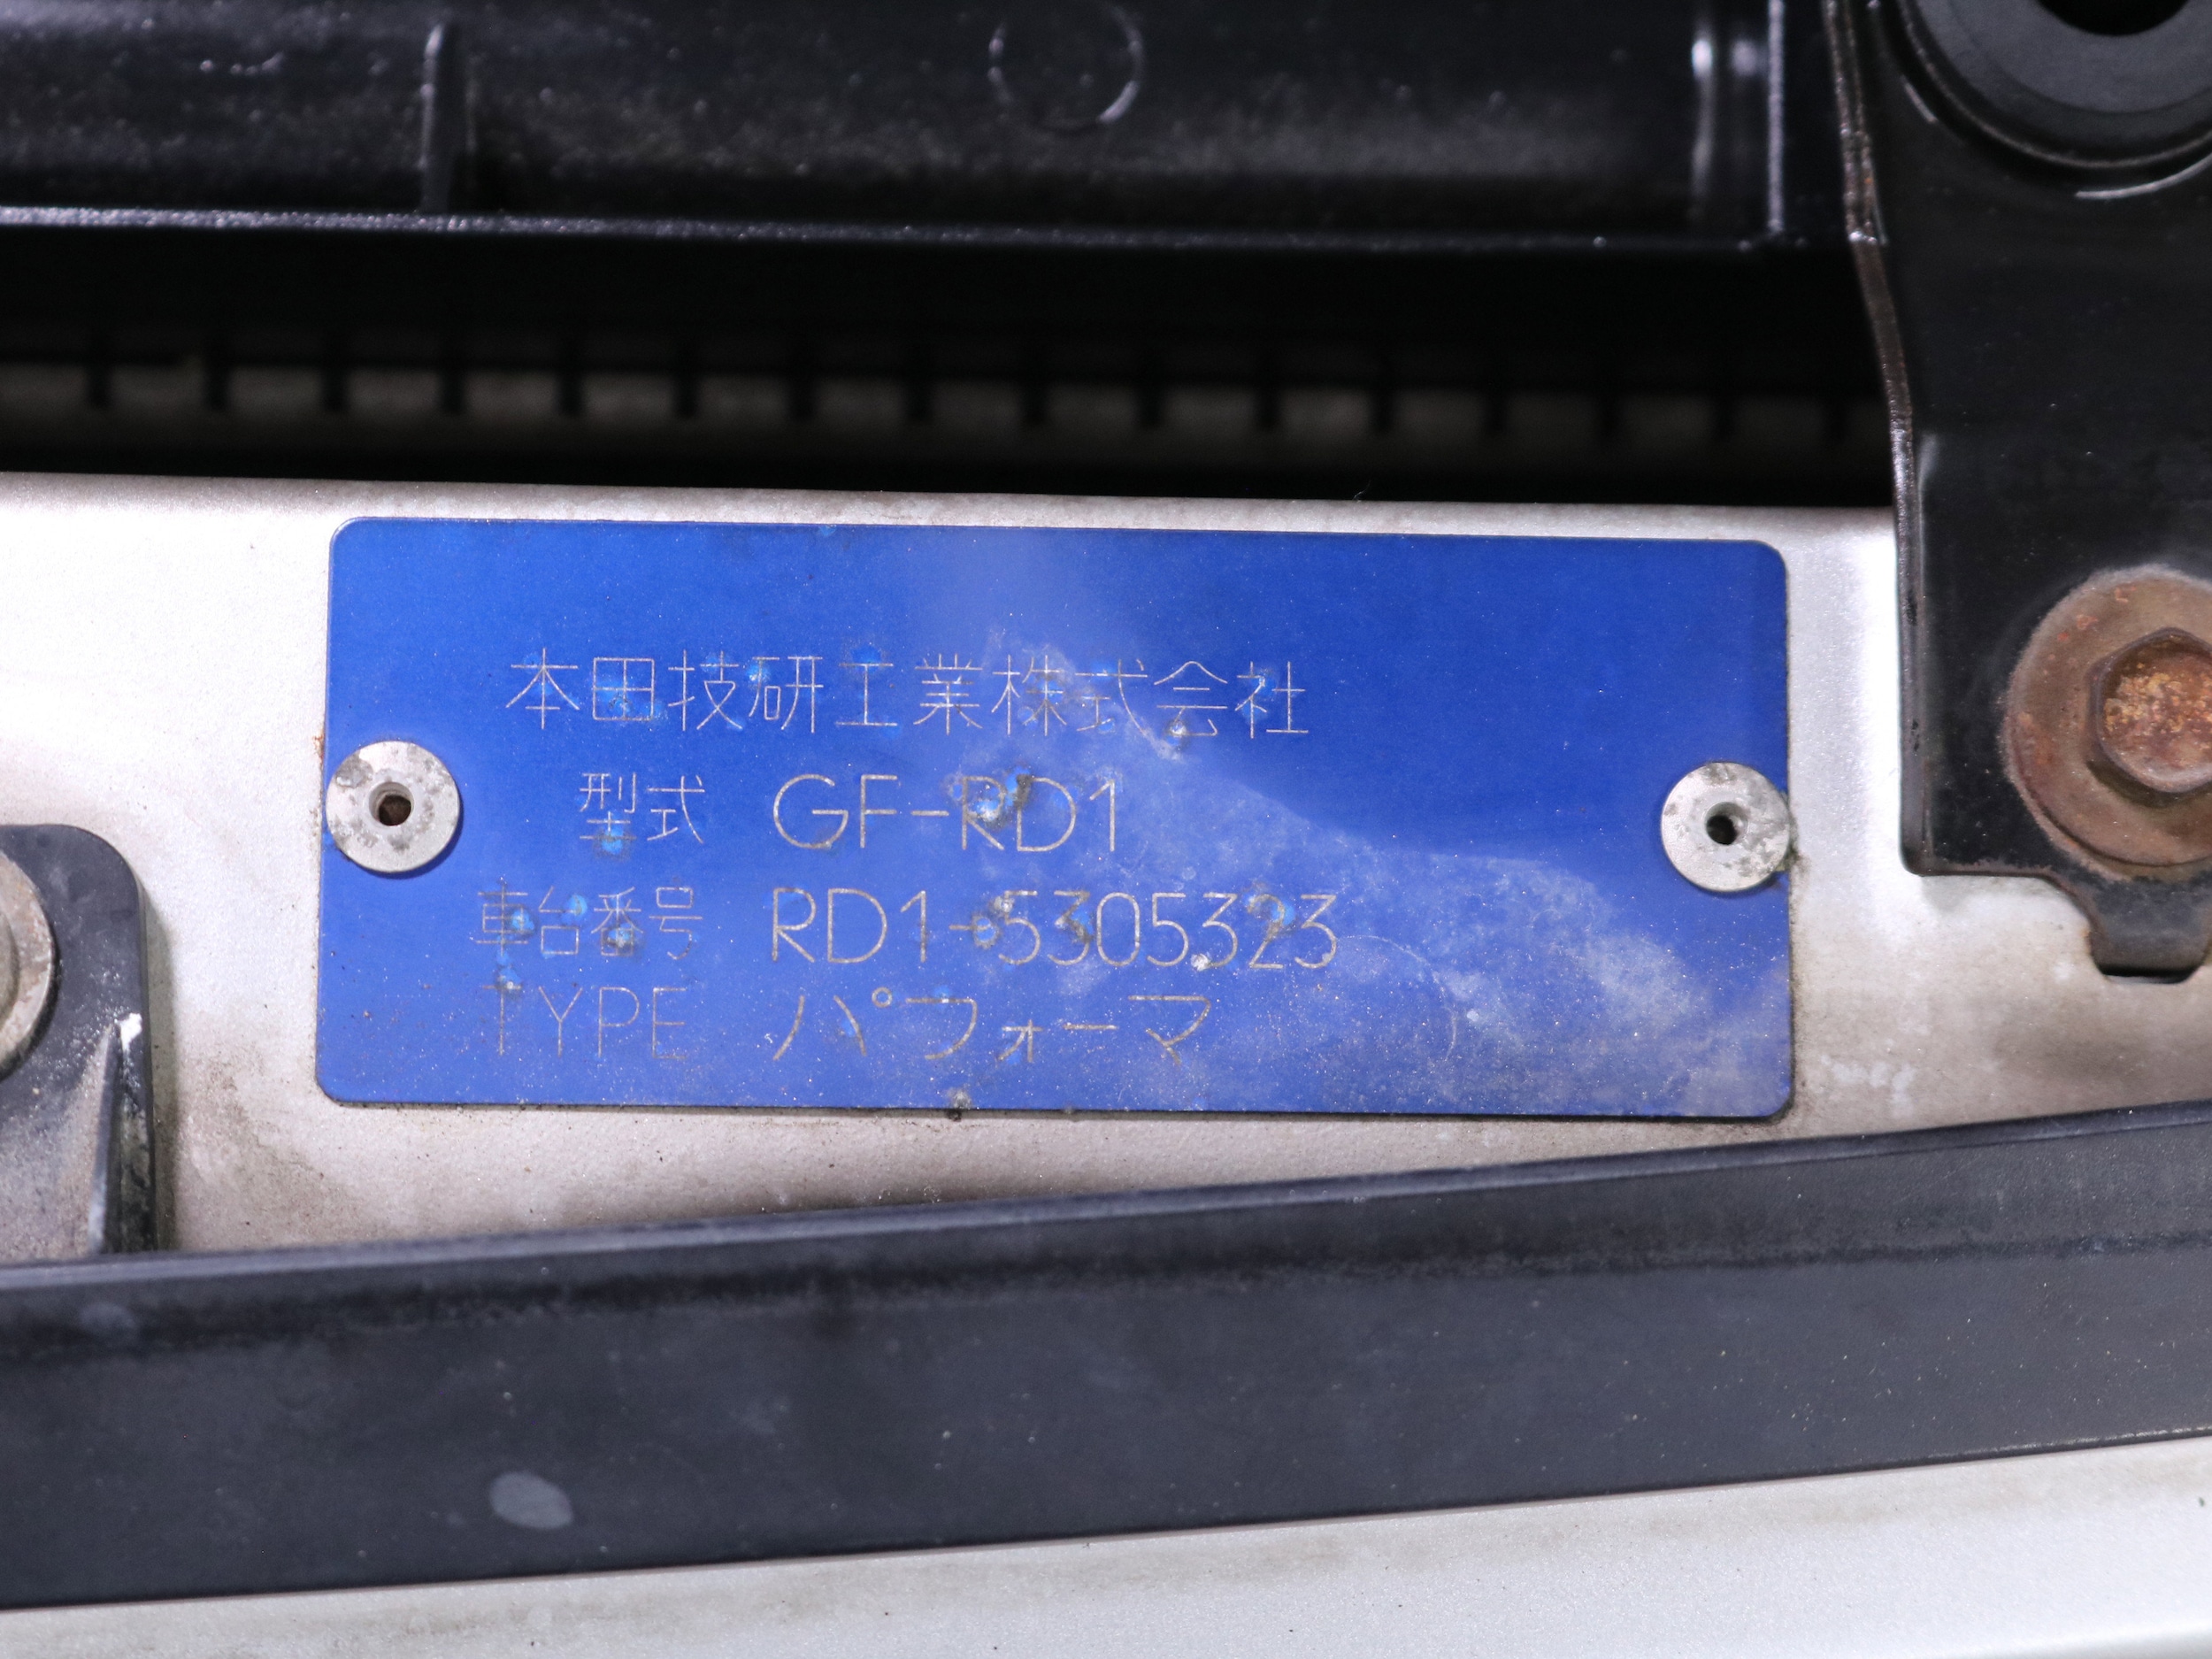 本田技研工業株式会社
型式 GF-RD1
車台番号 RD1-5305323
TYPE パフォーマ